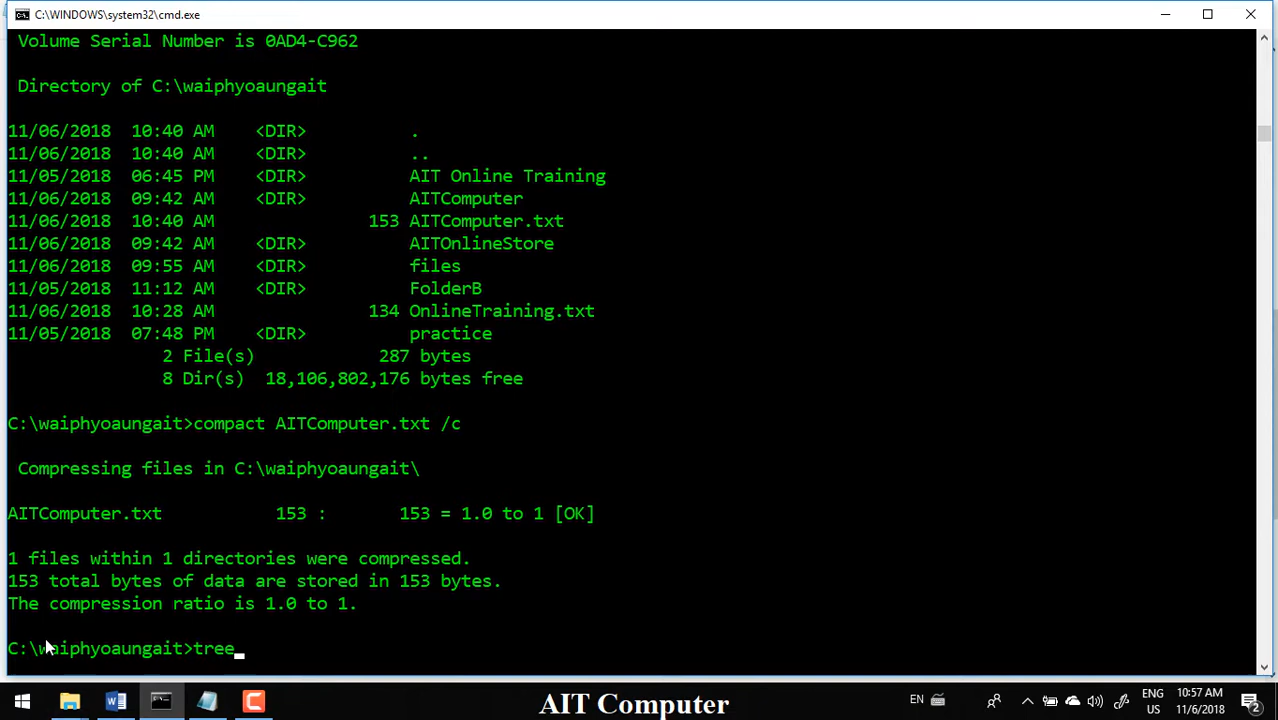 C:\WINDOWS\system32\cmd.exe
Volume Serial Number is 0AD4-C962
Directory of C:\waiphyoaungait
11/06/2018  10:40 AM    <DIR>          .
11/06/2018  10:40 AM    <DIR>          ..
11/05/2018  06:45 PM    <DIR>          AIT Online Training
11/06/2018  09:42 AM    <DIR>          AITComputer
11/06/2018  10:40 AM               153 AITComputer.txt
11/06/2018  09:42 AM    <DIR>          AITOnlineStore
11/06/2018  09:55 AM    <DIR>          files
11/05/2018  11:12 AM    <DIR>          FolderB
11/06/2018  10:28 AM               134 OnlineTraining.txt
11/05/2018  07:48 PM    <DIR>          practice
2 File(s)            287 bytes
8 Dir(s)  18,106,802,176 bytes free
C:\waiphyoaungait>compact AITComputer.txt /c
Compressing files in C:\waiphyoaungait\
AITComputer.txt           153 :       153 = 1.0 to 1 [OK]
1 files within 1 directories were compressed.
153 total bytes of data are stored in 153 bytes.
The compression ratio is 1.0 to 1.
C:\waiphyoaungait>tree_
AIT Computer
EN
ENG
US
10:57 AM
11/6/2018
2